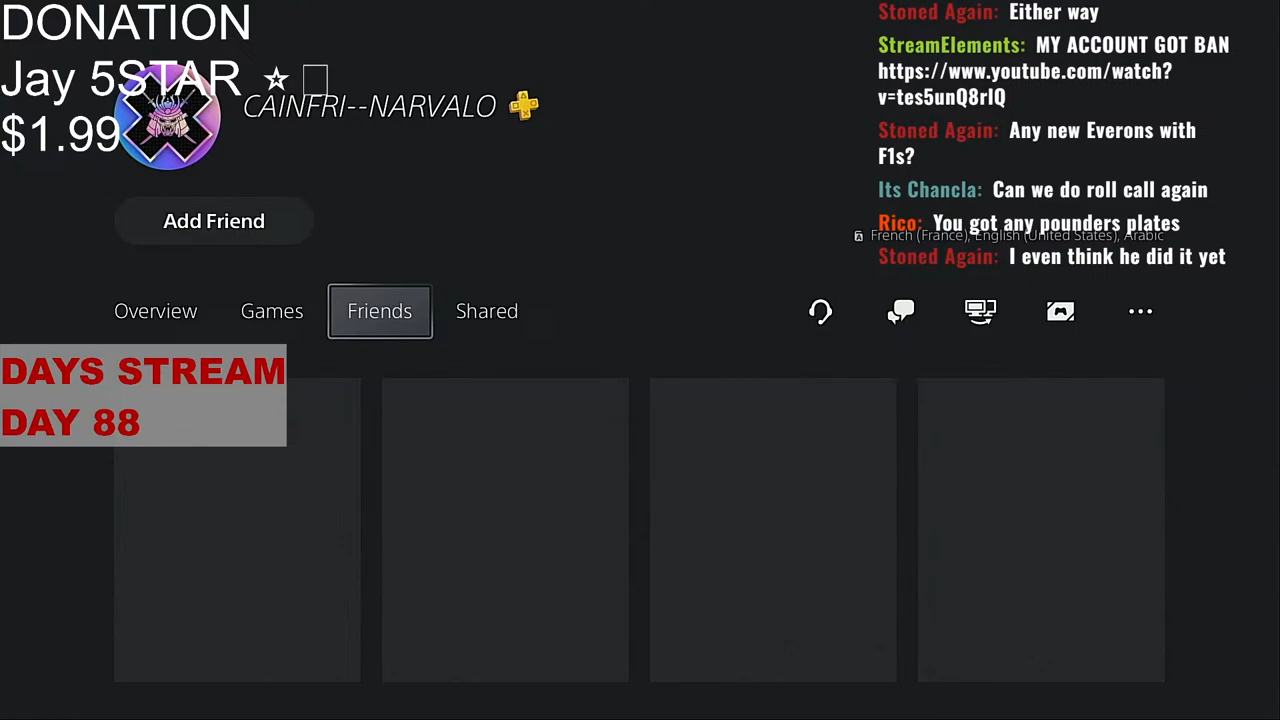 DONATION
Jay 5STAR ☆
$1.99
CAINFRI--NARVALO
Add Friend
Stoned Again: Either way
StreamElements: MY ACCOUNT GOT BAN
https://www.youtube.com/watch?
v=tes5unQ8rlQ
Stoned Again: Any new Everons with
F1s?
Its Chancla: Can we do roll call again
Rico: You got any pounders plates
French (France), English (United States), Arabic
Stoned Again: I even think he did it yet
Overview Games Friends Shared
DAYS STREAM
DAY 88